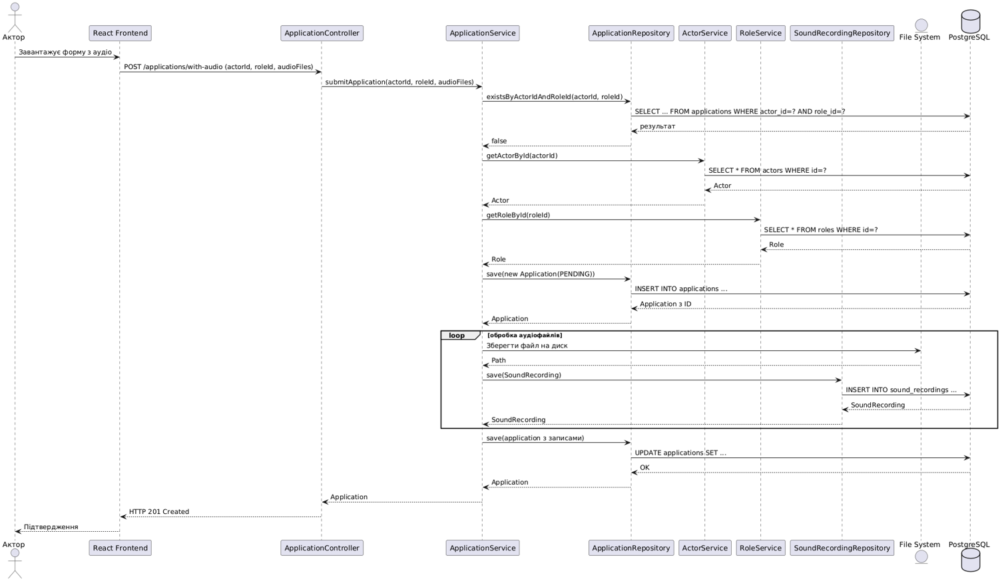 Актор
React Frontend
ApplicationController
ApplicationService
ApplicationRepository
ActorService
RoleService
SoundRecordingRepository
File System
PostgreSQL
Завантажує форму з аудіо
POST /applications/with-audio (actorId, roleId, audioFiles)
submitApplication(actorId, roleId, audioFiles)
existsByActorIdAndRoleId(actorId, roleId)
SELECT ... FROM applications WHERE actor_id=? AND role_id=?
результат
false
getActorById(actorId)
SELECT * FROM actors WHERE id=?
Actor
Actor
getRoleById(roleId)
SELECT * FROM roles WHERE id=?
Role
Role
save(new Application(PENDING))
INSERT INTO applications ...
Application з ID
Application
loop [обробка аудіофайлів]
Зберегти файл на диск
Path
save(SoundRecording)
INSERT INTO sound_recordings ...
SoundRecording
SoundRecording
save(application з записами)
UPDATE applications SET ...
OK
Application
Application
HTTP 201 Created
Підтвердження
Актор
React Frontend
ApplicationController
ApplicationService
ApplicationRepository
ActorService
RoleService
SoundRecordingRepository
File System
PostgreSQL